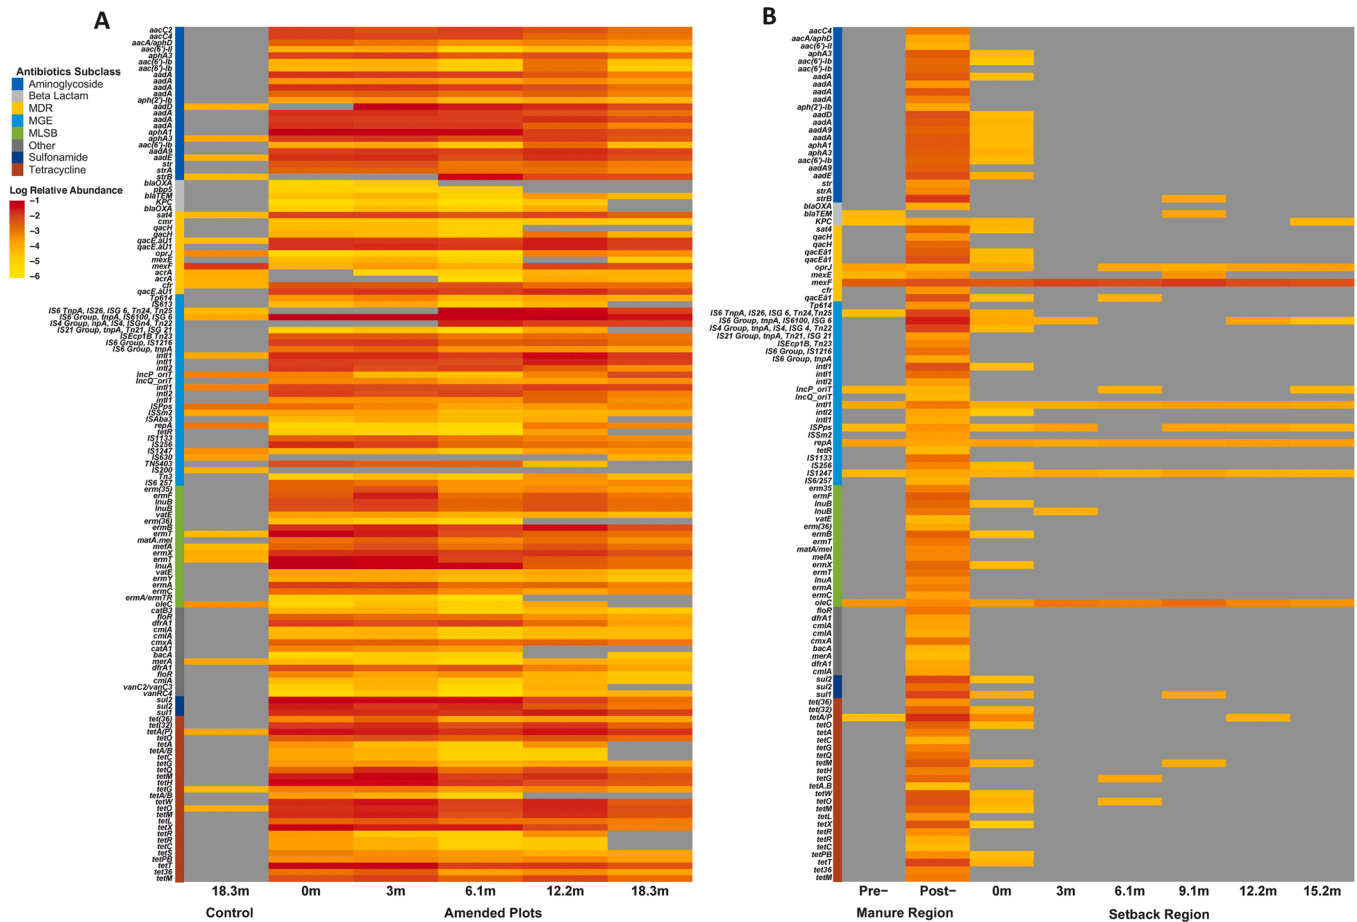 A
Antibiotics Subclass
Aminoglycoside
Beta Lactam
MDR
MGE
MLSB
Other
Sulfonamide
Tetracycline
Log Relative Abundance
−1
−2
−3
−4
−5
−6
aacC2
aacC4
aacA/aphD
aac(6')-II
aphA3
aac(6')-Ib
aac(6')-Ib
aadA
aadA
aadA
aadA
aph(2')-Ib
aadD
aadA
aadA
aadA
aphA1
aphA3
aac(6')-Ib
aadA9
aadE
str
strA
strB
blaOXA
pbp5
blaTEM
KPC
blaOXA
sat4
cmr
qacH
qacH
qacE.àU1
qacE.àU1
oprJ
mexE
mexF
acrA
acrA
cfr
qacE.àU1
Tp614
IS613
IS6 TnpA, IS26, ISG 6, Tn24, Tn25
IS6 Group, tnpA, IS6100, ISG 6
IS4 Group, npA, IS4, ISGn4, Tn22
IS21 Group, tnpA, Tn21, ISG 21
ISEcp1B Tn23
IS6 Group, IS1216
IS6 Group, tnpA
intI1
intI1
intI2
IncP_oriT
IncQ_oriT
intI1
intI2
intI1
ISPps
ISSm2
ISAba3
repA
tetR
IS1133
IS256
IS1247
IS630
TN5403
IS200
Tn3
IS6 257
erm(35)
ermF
lnuB
lnuB
vatE
erm(36)
ermB
ermT
matA.mel
mefA
ermX
ermT
lnuA
vatE
ermY
ermA
ermC
ermA/ermTR
oleC
catB3
floR
dfrA1
cmlA
cmlA
cmxA
catA1
bacA
merA
dfrA1
floR
cmlA
vanC2/vanC3
vanRC4
sul2
sul2
sul1
tet(36)
tet(32)
tetA(P)
tetO
tetA
tetA/B
tetC
tetG
tetQ
tetM
tetH
tetG
tetA/B
tetW
tetO
tetM
tetL
tetX
tetR
tetR
tetC
tetS
tetPB
tetT
tet36
tetM
18.3m 0m 3m 6.1m 12.2m 18.3m
Control Amended Plots
B
aacC4
aacA/aphD
aac(6')-II
aphA3
aac(6')-Ib
aac(6')-Ib
aadA
aadA
aadA
aadA
aph(2')-Ib
aadD
aadA
aadA9
aadA
aphA1
aphA3
aac(6')-Ib
aadA9
aadE
str
strA
strB
blaOXA
blaTEM
KPC
sat4
qacH
qacH
qacEâ1
qacEâ1
oprJ
mexE
mexF
cfr
qacEâ1
Tp614
IS6 TnpA, IS26, ISG 6, Tn24,Tn25
IS6 Group, tnpA, IS6100, ISG 6
IS4 Group, tnpA, IS4, ISG 4, Tn22
IS21 Group, tnpA, Tn21, ISG 21
ISEcp1B, Tn23
IS6 Group, IS1216
IS6 Group, tnpA
intI1
intI1
intI2
IncP_oriT
IncQ_oriT
intI1
intI2
intI1
ISPps
ISSm2
repA
tetR
IS1133
IS256
IS1247
IS6/257
erm35
ermF
lnuB
lnuB
vatE
erm(36)
ermB
ermT
matA/mel
mefA
ermX
ermT
lnuA
ermA
ermC
oleC
floR
dfrA1
cmlA
cmlA
cmxA
bacA
merA
dfrA1
cmlA
sul2
sul2
sul1
tet(36)
tet(32)
tetA/P
tetO
tetA
tetC
tetG
tetQ
tetM
tetH
tetG
tetA.B
tetW
tetO
tetM
tetL
tetX
tetR
tetR
tetC
tetPB
tetT
tet36
tetM
Pre− Post− 0m 3m 6.1m 9.1m 12.2m 15.2m
Manure Region Setback Region